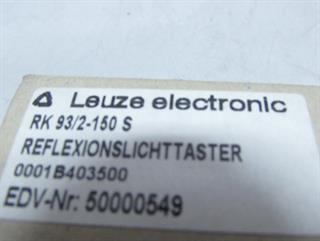 Leuze electronic
RK 93/2-150 S
REFLEXIONSLICHTTASTER
0001B403500
EDV-Nr: 50000549